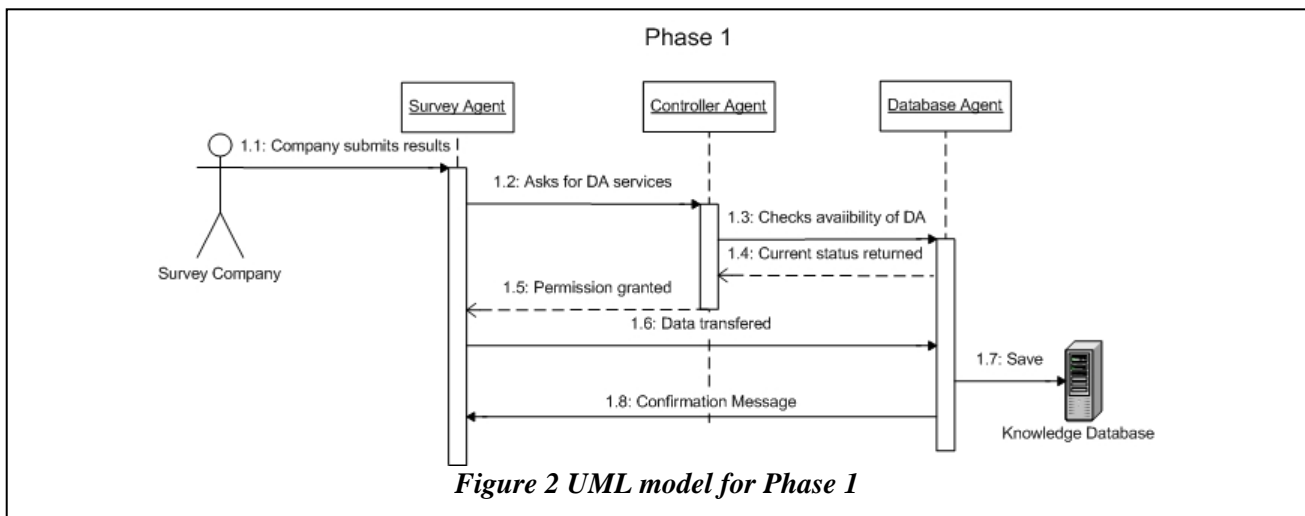 Phase 1
Survey Agent
Controller Agent
Database Agent
1.1: Company submits results
1.2: Asks for DA services
1.3: Checks avaiibility of DA
1.4: Current status returned
1.5: Permission granted
1.6: Data transfered
1.7: Save
1.8: Confirmation Message
Survey Company
Knowledge Database
Figure 2 UML model for Phase 1